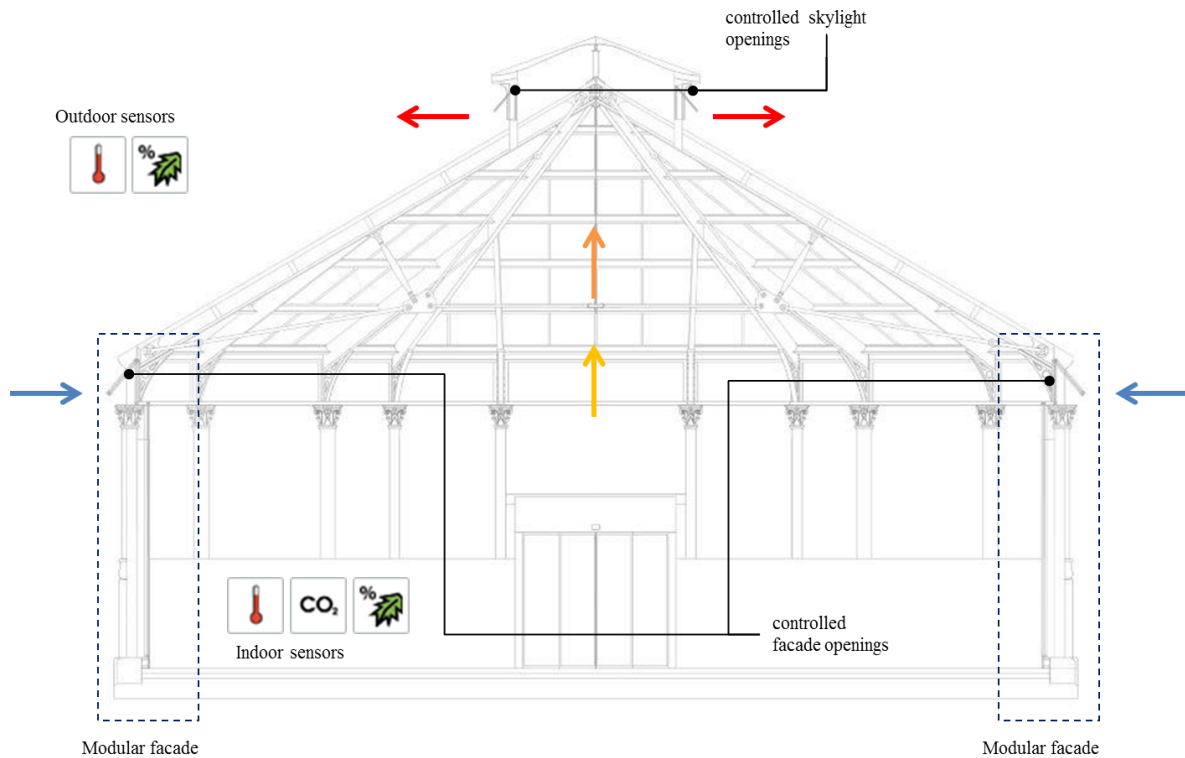 controlled skylight
openings
Outdoor sensors
%
%
CO₂
Indoor sensors
controlled
facade openings
Modular facade
Modular facade